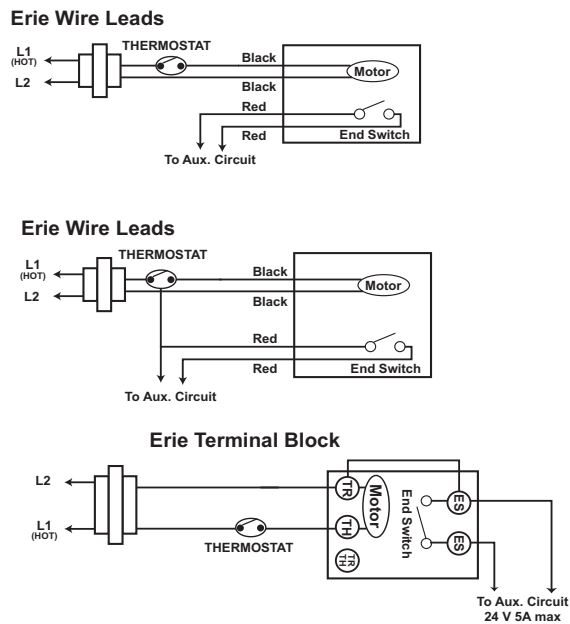 Erie Wire Leads
THERMOSTAT
L1
(HOT)
L2
Black
Black
Motor
Red
Red
End Switch
To Aux. Circuit
Erie Wire Leads
THERMOSTAT
L1
(HOT)
L2
Black
Black
Motor
Red
Red
End Switch
To Aux. Circuit
Erie Terminal Block
L2
L1
(HOT)
THERMOSTAT
TR
TH
TR
TH
Motor
End Switch
ES
ES
To Aux. Circuit
24 V 5A max